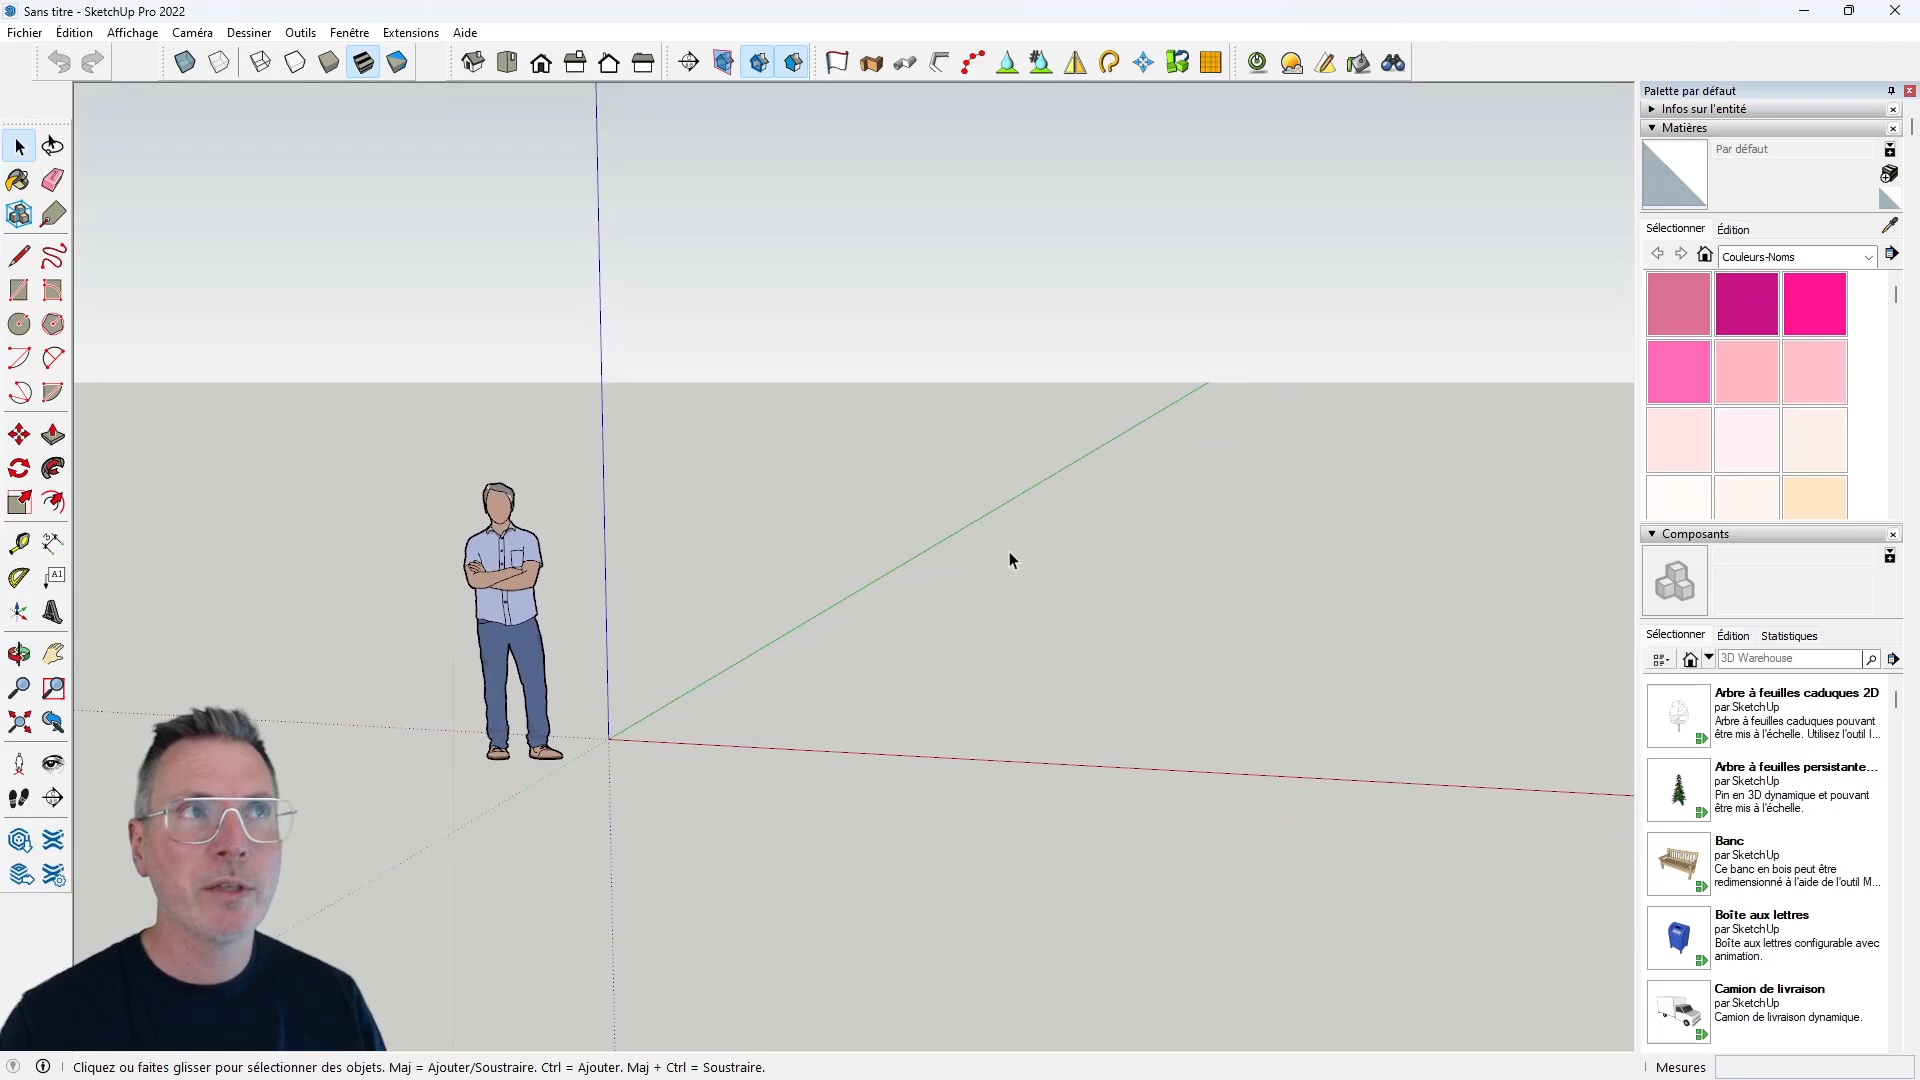 Sans titre - SketchUp Pro 2022
Fichier Édition Affichage Caméra Dessiner Outils Fenêtre Extensions Aide
Palette par défaut
Infos sur l'entité
Matières
Par défaut
Sélectionner Édition
Couleurs-Noms
A1
Composants
Sélectionner Édition Statistiques
3D Warehouse
Arbre à feuilles caduques 2D
par SketchUp
Arbre à feuilles caduques pouvant
être mis à l'échelle. Utilisez l'outil I...
Arbre à feuilles persistante...
par SketchUp
Pin en 3D dynamique et pouvant
être mis à l'échelle.
Banc
par SketchUp
Ce banc en bois peut être
redimensionné à l'aide de l'outil M...
Boîte aux lettres
par SketchUp
Boîte aux lettres configurable avec
animation.
Camion de livraison
par SketchUp
Camion de livraison dynamique.
Cliquez ou faites glisser pour sélectionner des objets. Maj = Ajouter/Soustraire. Ctrl = Ajouter. Maj + Ctrl = Soustraire.
Mesures